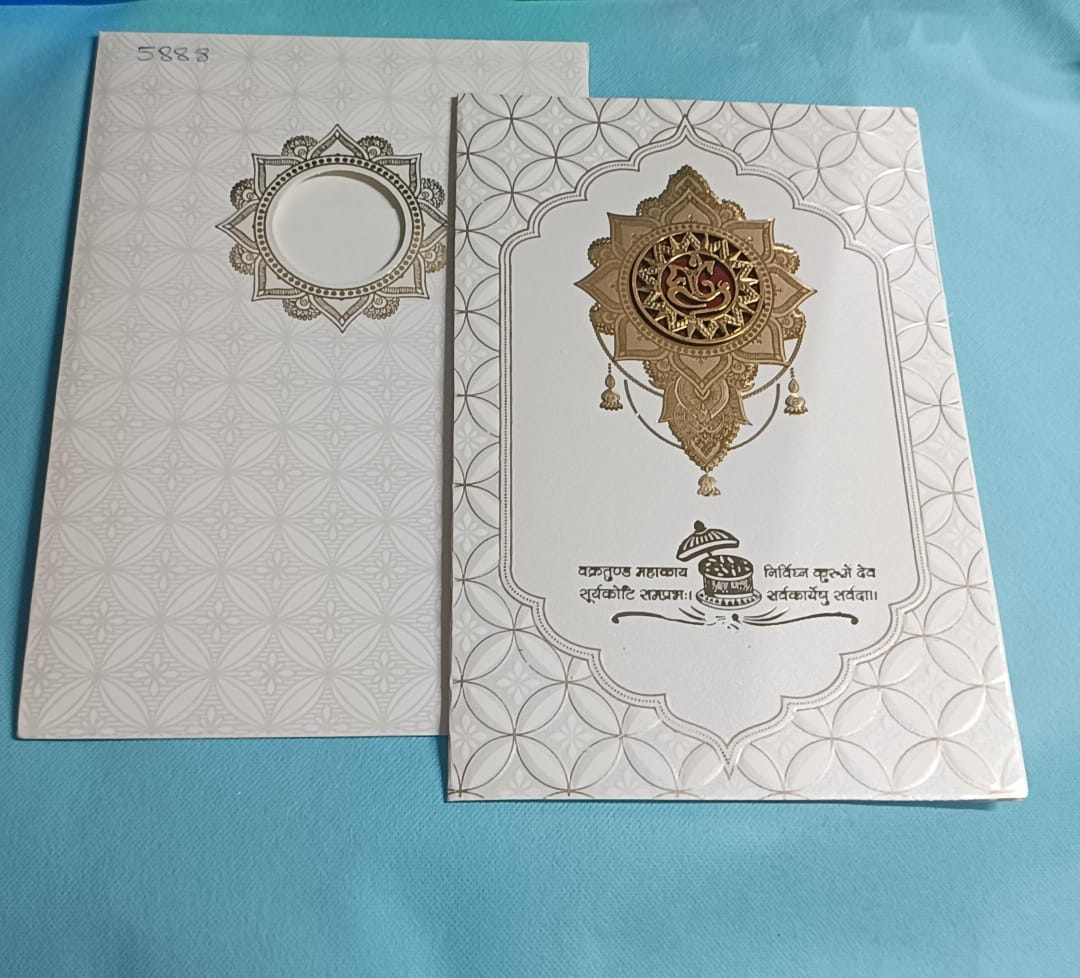 5888
वक्रतुण्ड महाकाय निर्विघ्न कुरूमें देव
सूर्यकोटि समप्रभः। सर्वकार्येषु सर्वदा।।